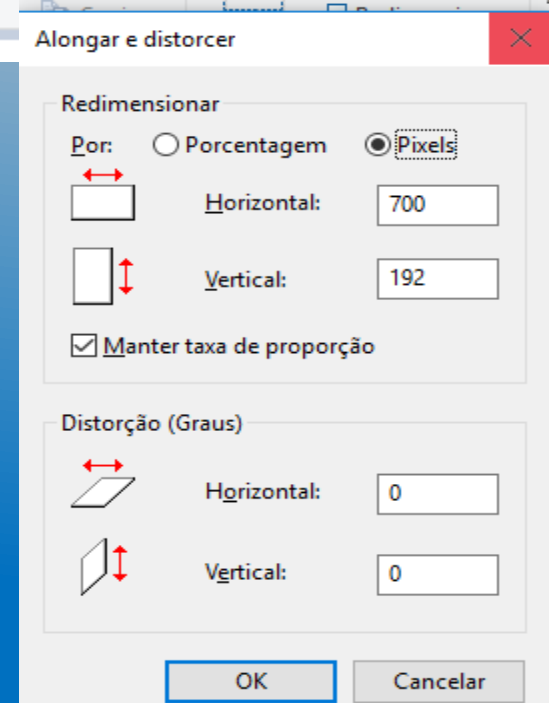 Alongar e distorcer
Redimensionar
Por: Porcentagem Pixels
Horizontal: 700
Vertical: 192
Manter taxa de proporção
Distorção (Graus)
Horizontal: 0
Vertical: 0
OK Cancelar